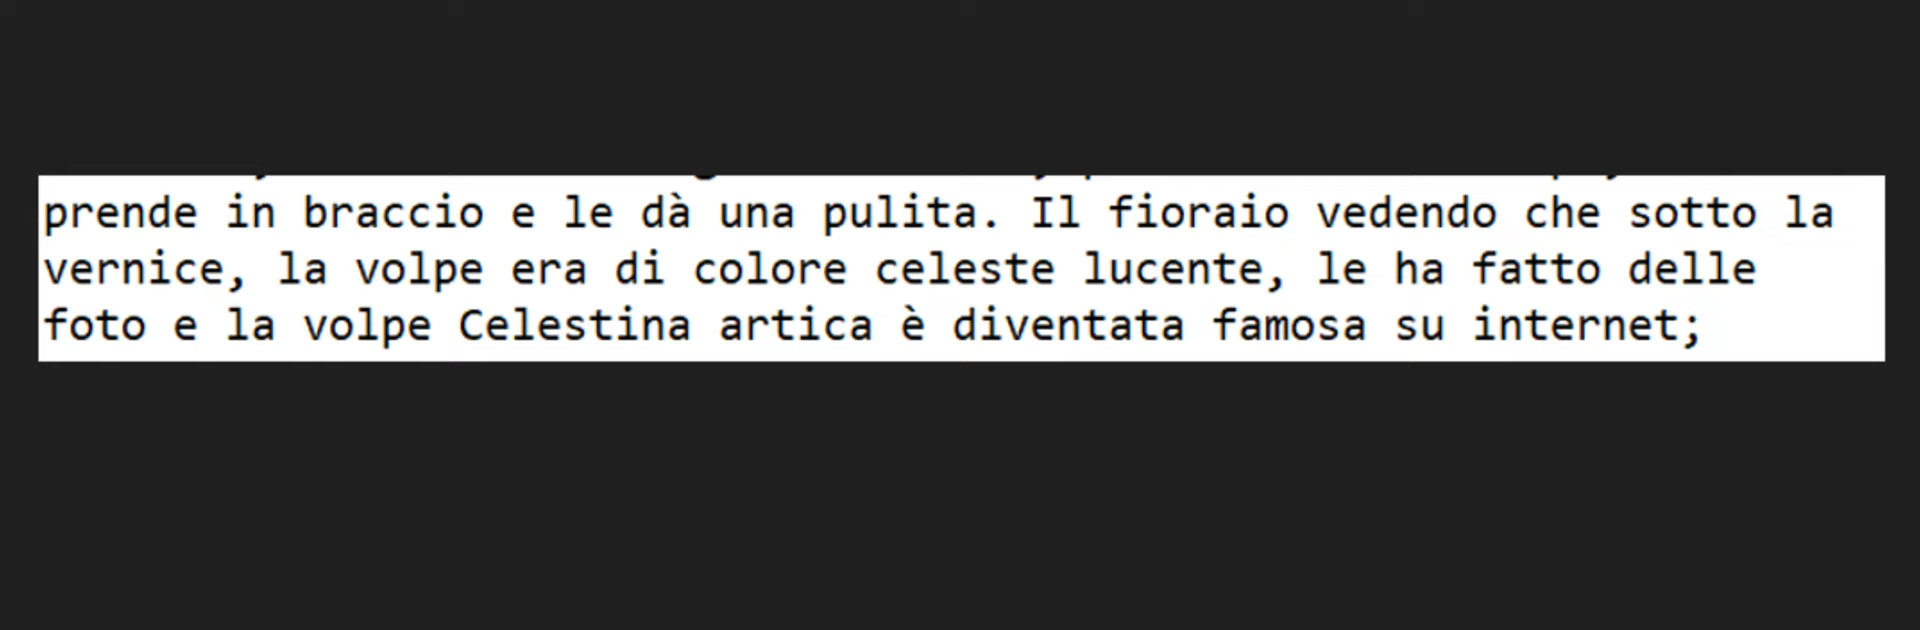 prende in braccio e le dà una pulita. Il fioraio vedendo che sotto la
vernice, la volpe era di colore celeste lucente, le ha fatto delle
foto e la volpe Celestina artica è diventata famosa su internet;